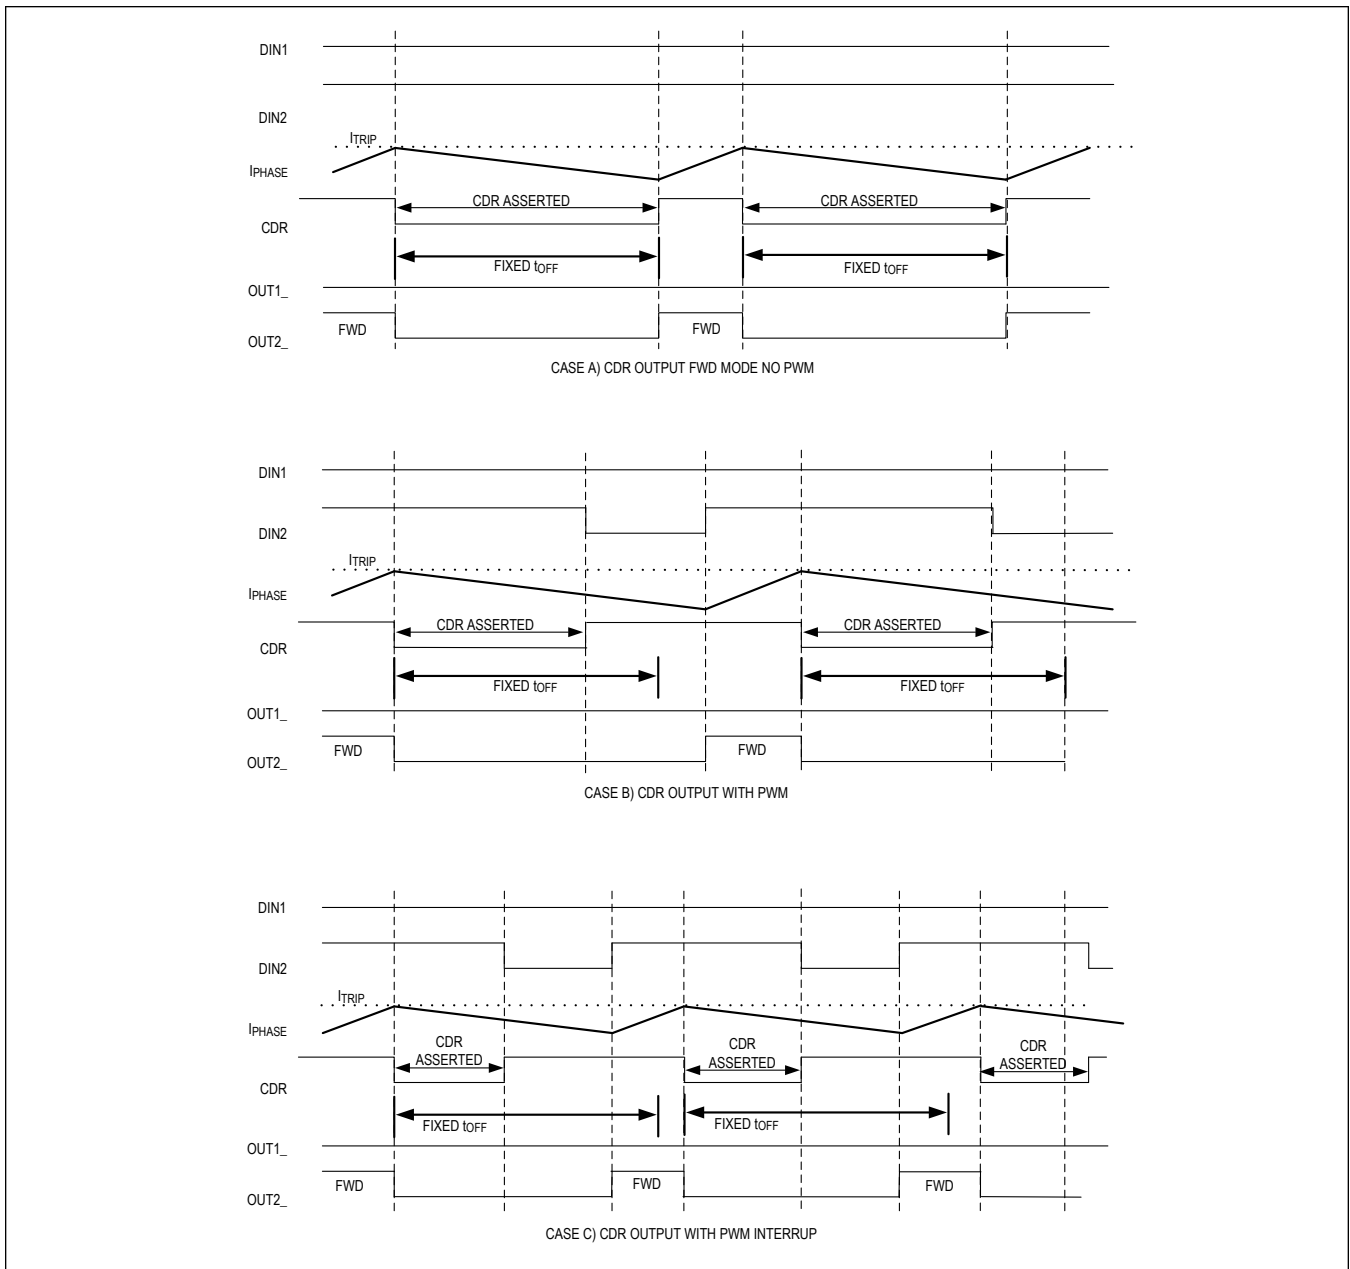 DIN1
DIN2
ITRIP
IPHASE
CDR ASSERTED CDR ASSERTED
CDR
FIXED tOFF FIXED tOFF
OUT1_
FWD FWD
OUT2_
CASE A) CDR OUTPUT FWD MODE NO PWM
DIN1
DIN2
ITRIP
IPHASE
CDR ASSERTED CDR ASSERTED
CDR
FIXED tOFF FIXED tOFF
OUT1_
FWD FWD
OUT2_
CASE B) CDR OUTPUT WITH PWM
DIN1
DIN2
ITRIP
IPHASE
CDR CDR CDR
ASSERTED ASSERTED ASSERTED
CDR
FIXED tOFF FIXED tOFF
OUT1_
FWD FWD FWD
OUT2_
CASE C) CDR OUTPUT WITH PWM INTERRUP